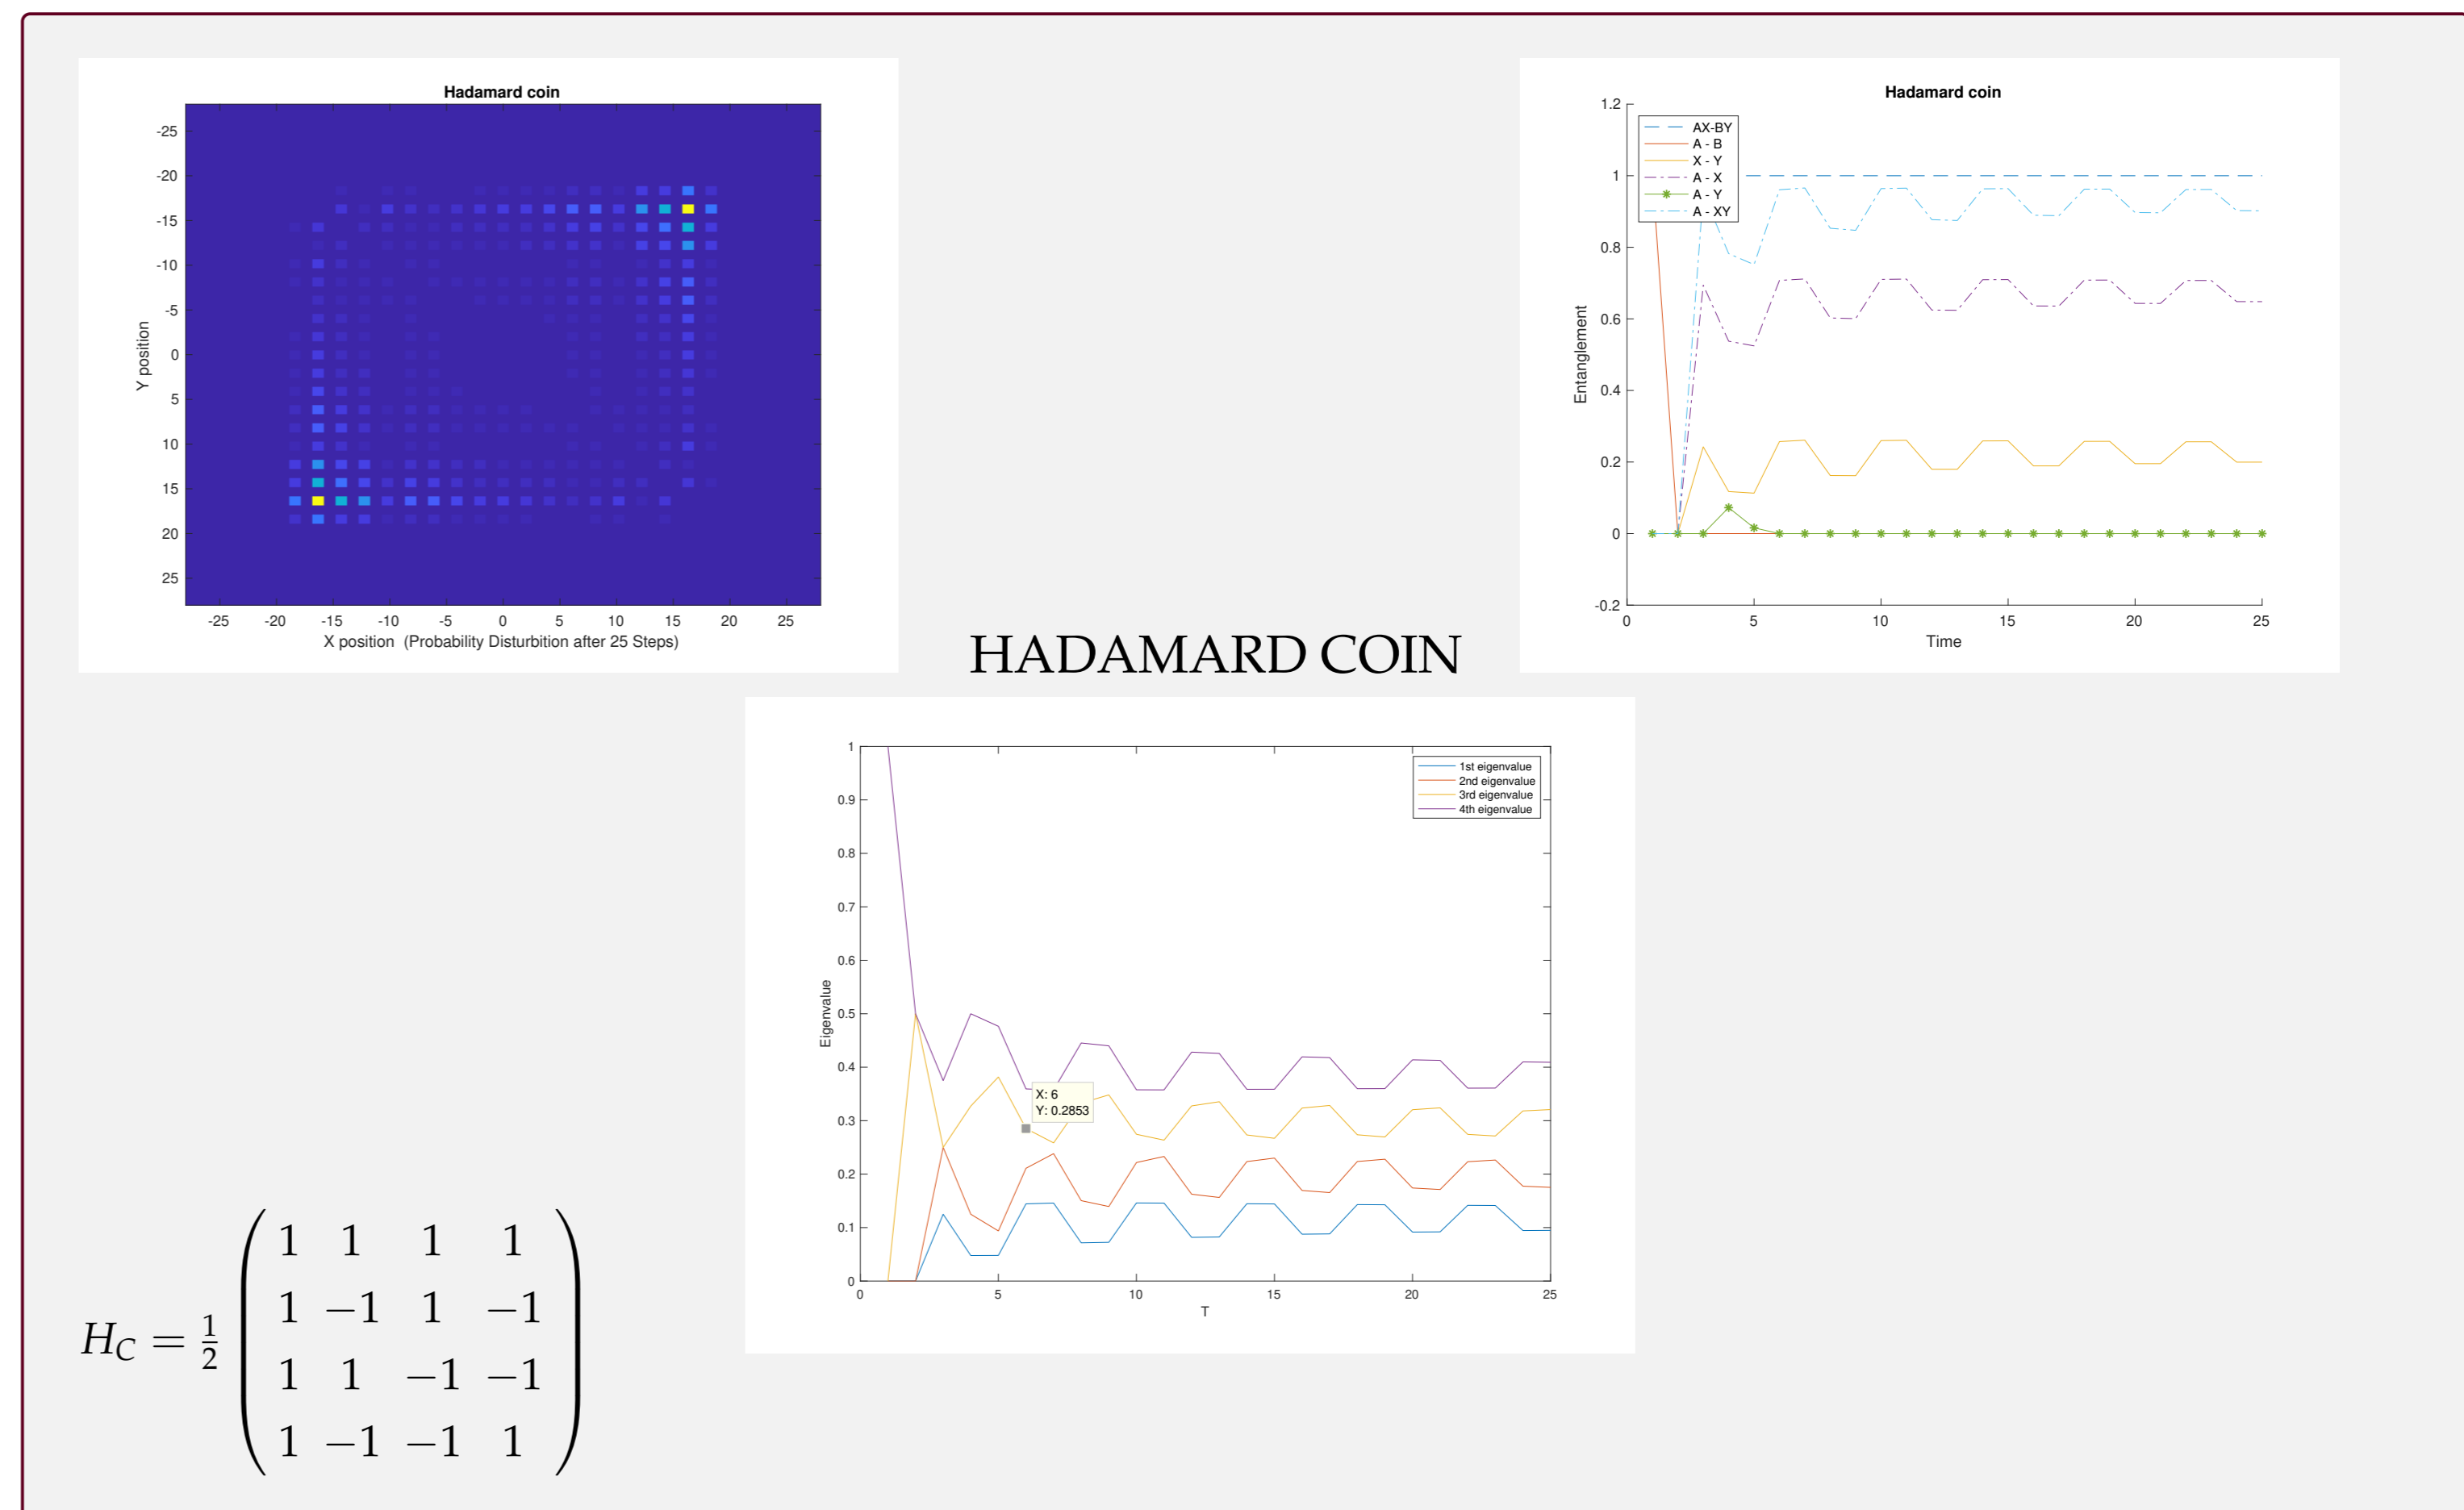 Hadamard coin
-25
-20
-15
-10
-5
0
5
10
15
20
25
Y position
-25 -20 -15 -10 -5 0 5 10 15 20 25
X position (Probability Disturbition after 25 Steps)
Hadamard coin
1.2
1
0.8
0.6
0.4
0.2
0
-0.2
Entanglement
AX-BY
A - B
X - Y
A - X
A - Y
A - XY
0 5 10 15 20 25
Time
HADAMARD COIN
1
0.9
0.8
0.7
0.6
0.5
0.4
0.3
0.2
0.1
0
Eigenvalue
1st eigenvalue
2nd eigenvalue
3rd eigenvalue
4th eigenvalue
X: 6
Y: 0.2853
0 5 10 15 20 25
T
H_C = 1/2
1 1 1 1
1 −1 1 −1
1 1 −1 −1
1 −1 −1 1